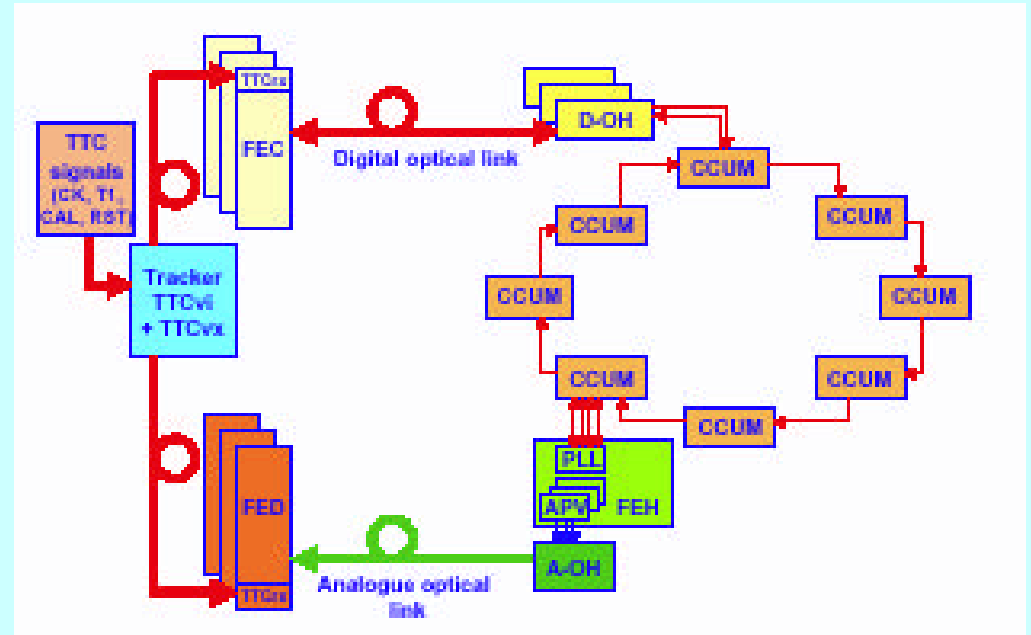 TTCrx
FEC
D-OH
Digital optical link
TTC
signals
(CK, T1,
CAL, RST)
CCUM
CCUM
CCUM
CCUM
CCUM
CCUM
CCUM
CCUM
Tracker
TTCvi
+ TTCvx
PLL
APV
FEH
FED
TTCrx
A-OH
Analogue optical
link